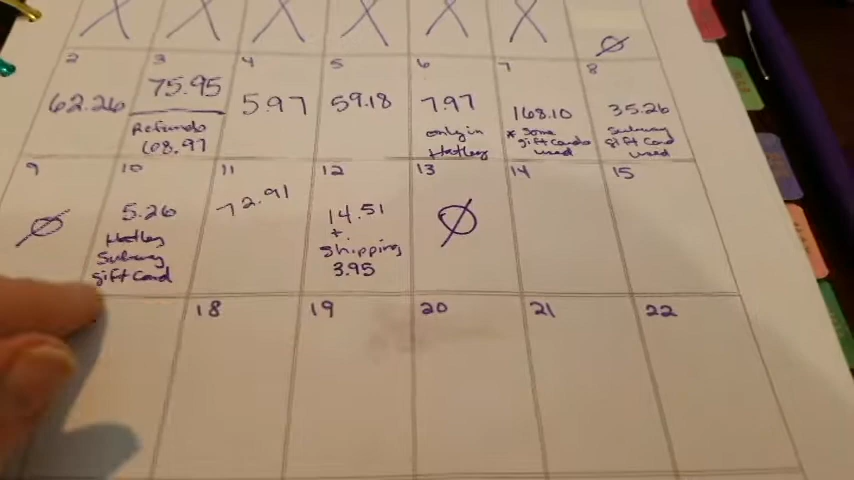 Ø
2
3
4
5
6
7
8
62.26
75.95
5.97
59.18
7.97
168.10
35.26
Refunds
108.97
only in
Hatley
* Some
gift cards
used
Subway
gift Card
used
9
10
11
12
13
14
15
Ø
5.26
Hatley
Subway
gift card
72.91
14.51
+
Shipping
3.95
Ø
18
19
20
21
22